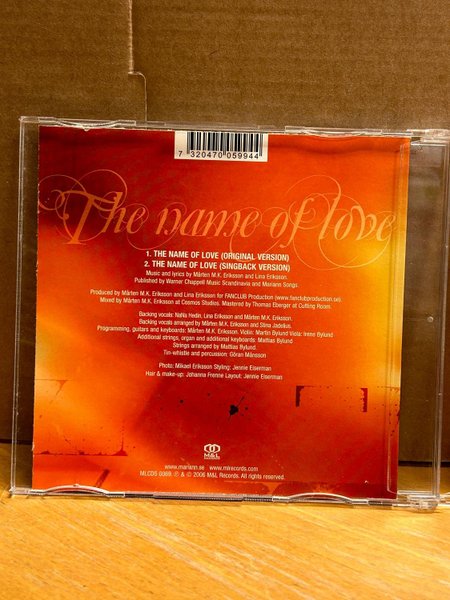 7 320470 059944
The name of love
1. THE NAME OF LOVE (ORIGINAL VERSION)
2. THE NAME OF LOVE (SINGBACK VERSION)
Music and lyrics by Mårten M.K. Eriksson and Lina Eriksson.
Published by Warner Chappell Music Scandinavia and Mariann Songs.
Produced by Mårten M.K. Eriksson and Lina Eriksson for FANCLUB Production (www.fanclubproduction.se).
Mixed by Mårten M.K. Eriksson at Cosmos Studios. Mastered by Thomas Eberger at Cutting Room.
Backing vocals: Nahla Hedin, Lina Eriksson and Mårten M.K. Eriksson.
Backing vocals arranged by Mårten M.K. Eriksson and Stina Jadelius.
Programming, guitars and keyboards: Mårten M.K. Eriksson. Violin: Martin Bylund Viola: Irene Bylund
Additional strings, organ and additional keyboards: Mattias Bylund
Strings arranged by Mattias Bylund.
Tin-whistle and percussion: Göran Månsson
Photo: Mikael Eriksson Styling: Jennie Eiserman
Hair & make-up: Johanna Frenne Layout: Jennie Eiserman
M&L
www.mariann.se www.mlrecords.com
MLCDS 0069. ℗ & © 2006 M&L Records. All rights reserved.